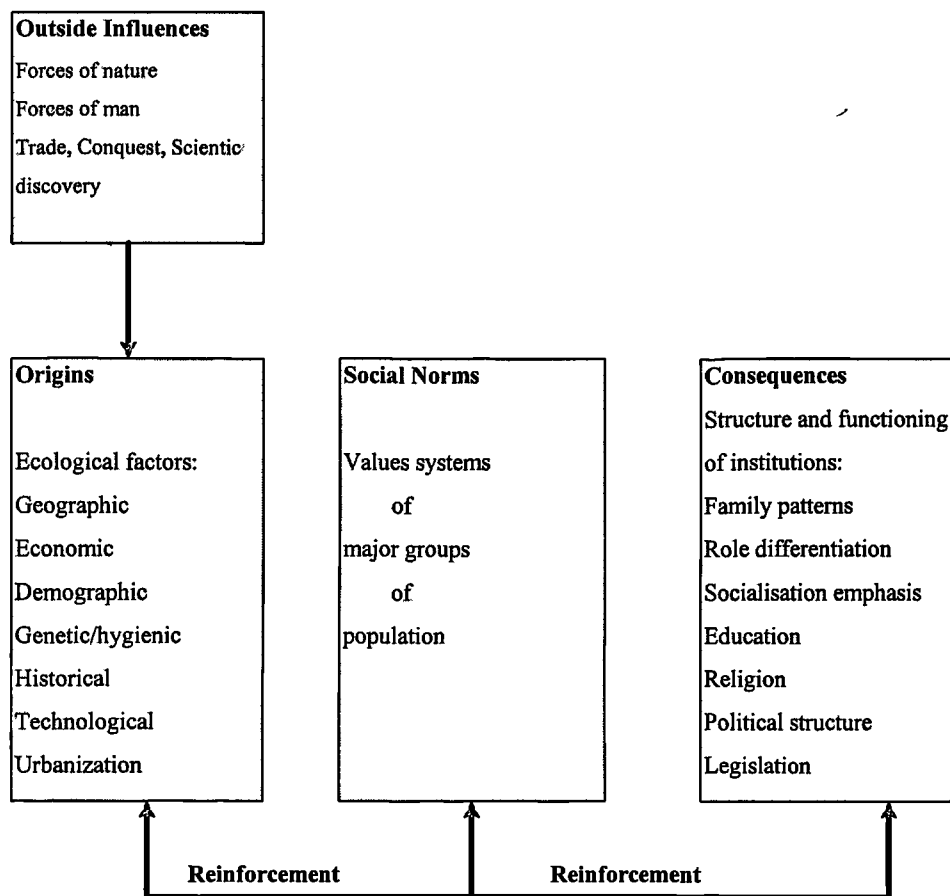 Outside Influences
Forces of nature
Forces of man
Trade, Conquest, Scientic
discovery
Origins
Ecological factors:
Geographic
Economic
Demographic
Genetic/hygienic
Historical
Technological
Urbanization
Social Norms
Values systems
of
major groups
of
population
Consequences
Structure and functioning
of institutions:
Family patterns
Role differentiation
Socialisation emphasis
Education
Religion
Political structure
Legislation
Reinforcement
Reinforcement